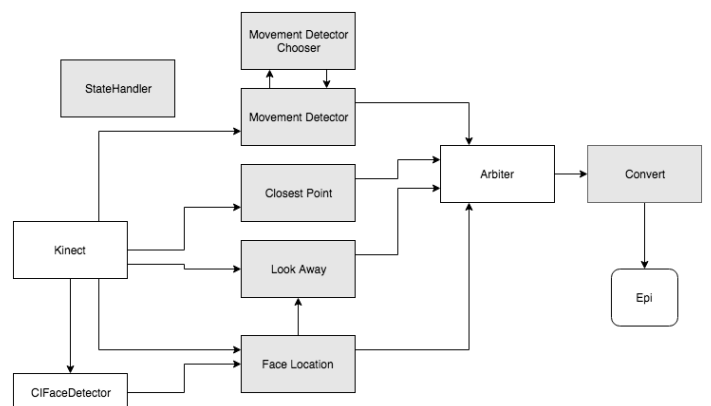 Movement Detector
Chooser
StateHandler
Movement Detector
Arbiter
Convert
Closest Point
Kinect
Look Away
Epi
Face Location
CIFaceDetector